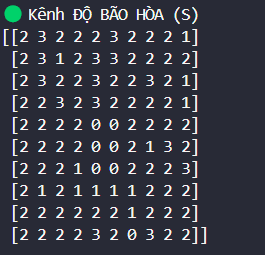 Kênh ĐỘ BÃO HÒA (S)
[[2 3 2 2 2 3 2 2 2 1]
[2 3 1 2 3 3 2 2 2 2]
[3 2 2 3 2 2 3 2 2 1]
[2 2 3 2 3 2 2 2 2 1]
[2 2 2 2 0 0 2 2 2 2]
[2 2 2 2 0 0 2 1 3 2]
[2 2 2 1 0 0 2 2 2 3]
[2 1 2 1 1 1 1 2 2 2]
[2 2 2 2 2 2 1 2 2 2]
[2 2 2 2 3 2 0 3 2 2]]